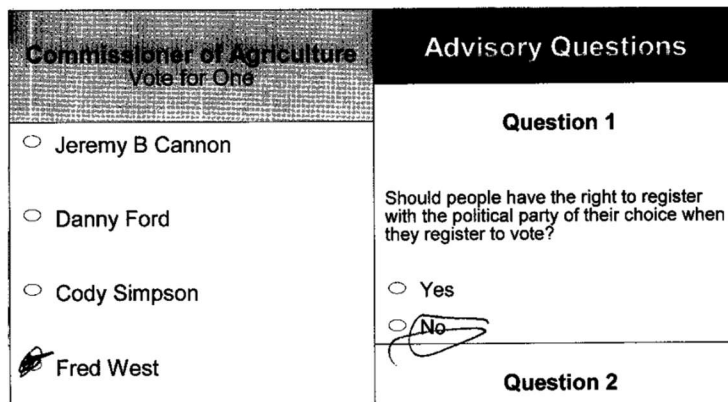 Commissioner of Agriculture
Vote for One
Jeremy B Cannon
Danny Ford
Cody Simpson
Fred West
Advisory Questions
Question 1
Should people have the right to register
with the political party of their choice when
they register to vote?
Yes
No
Question 2